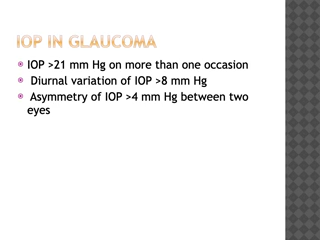 IOP IN GLAUCOMA
IOP >21 mm Hg on more than one occasion
Diurnal variation of IOP >8 mm Hg
Asymmetry of IOP >4 mm Hg between two
eyes